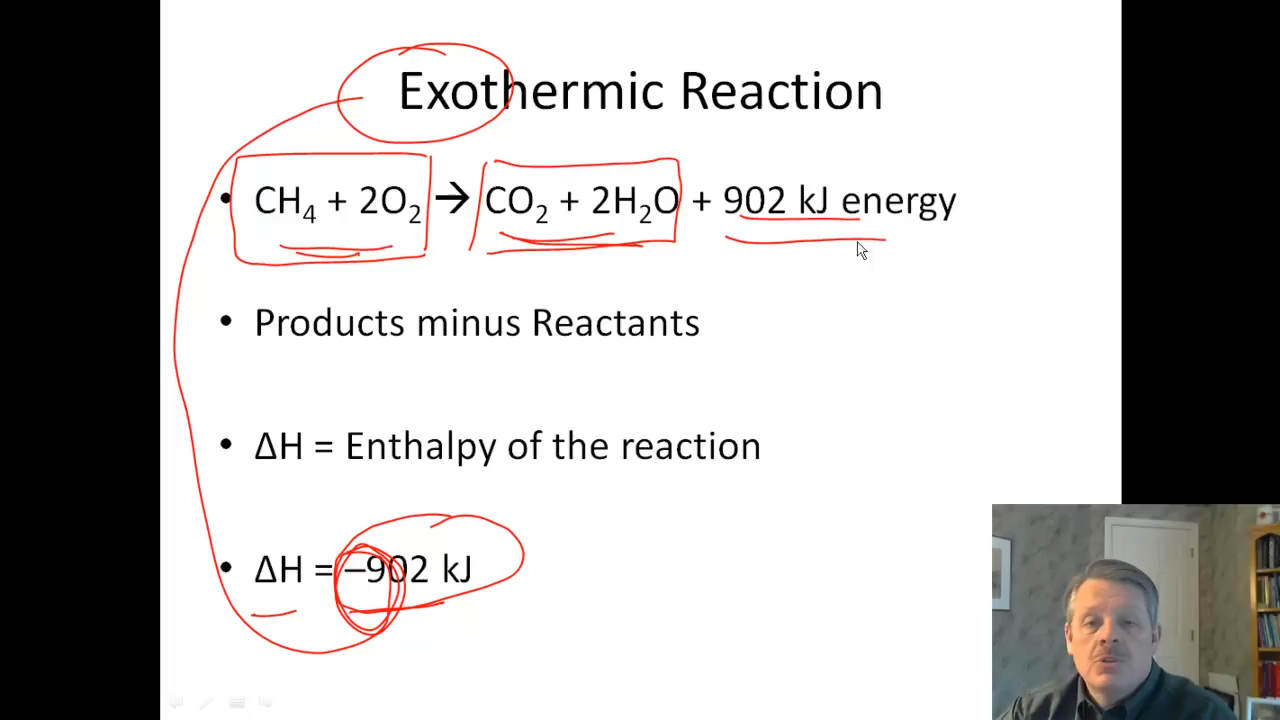 Exothermic Reaction
• CH₄ + 2O₂ → CO₂ + 2H₂O + 902 kJ energy
• Products minus Reactants
• ΔH = Enthalpy of the reaction
• ΔH = –902 kJ